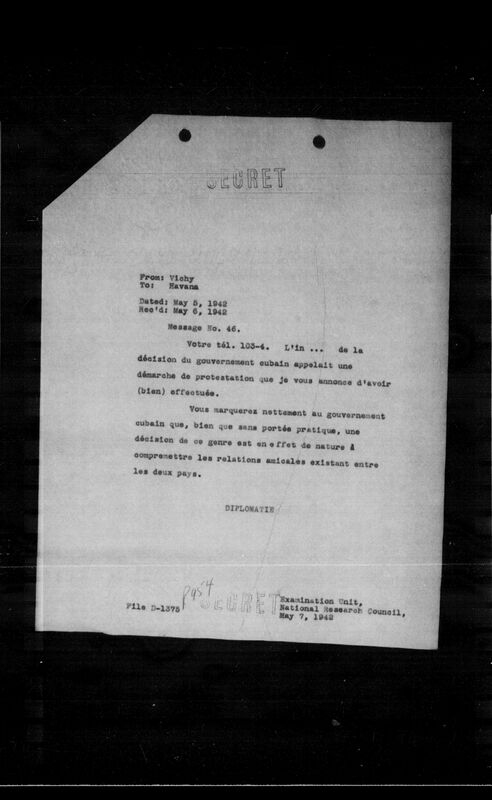 SECRET
From: Vichy
To: Havana
Dated: May 5, 1942
Rec'd: May 6, 1942
Message No. 46.
Votre tél. 103-4. L'in ... de la
décision du gouvernement cubain appelait une
démarche de protestation que je vous annonce d'avoir
(bien) effectuée.
Vous marquerez nettement au gouvernement
cubain que, bien que sans portée pratique, une
décision de ce genre est en effet de nature à
compromettre les relations amicales existant entre
les deux pays.
DIPLOMATIE
File D-1375
SECRET
Examination Unit,
National Research Council,
May 7, 1942